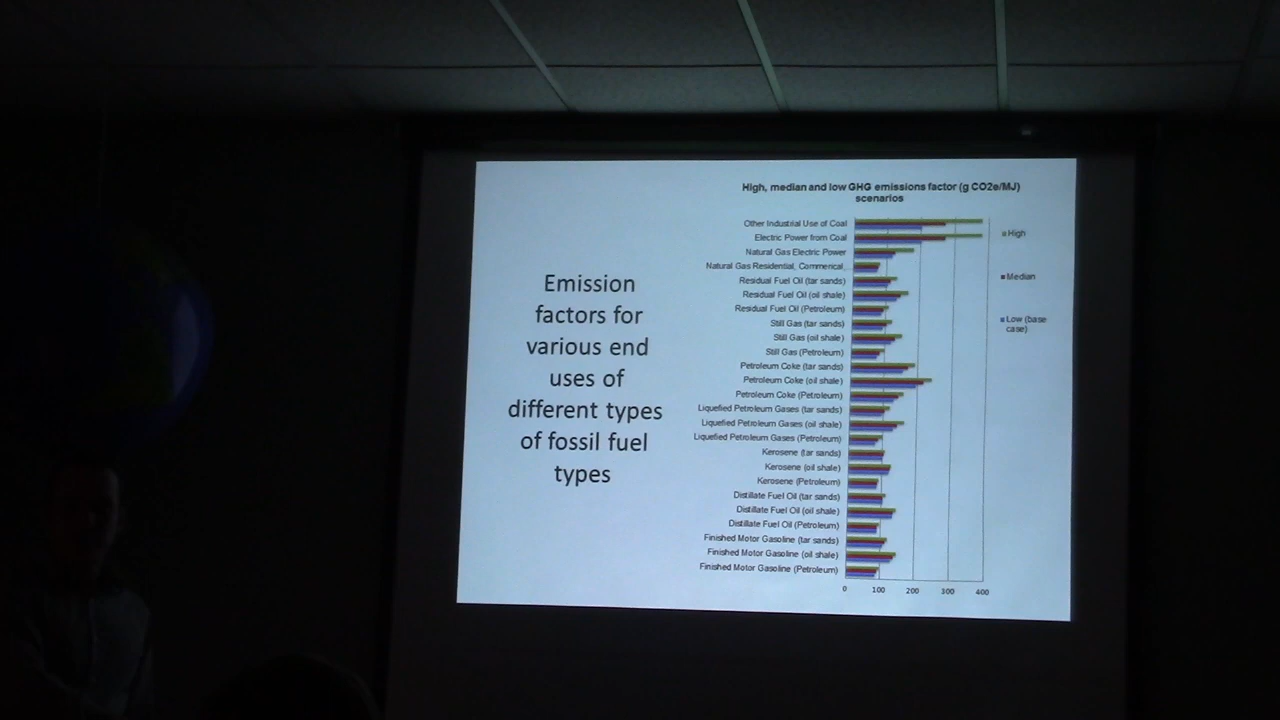 Emission
factors for
various end
uses of
different types
of fossil fuel
types
High, median and low GHG emissions factor (g CO2e/MJ)
scenarios
Other Industrial Use of Coal
Electric Power from Coal
Natural Gas Electric Power
Natural Gas Residential, Commerical,
Residual Fuel Oil (tar sands)
Residual Fuel Oil (oil shale)
Residual Fuel Oil (Petroleum)
Still Gas (tar sands)
Still Gas (oil shale)
Still Gas (Petroleum)
Petroleum Coke (tar sands)
Petroleum Coke (oil shale)
Petroleum Coke (Petroleum)
Liquefied Petroleum Gases (tar sands)
Liquefied Petroleum Gases (oil shale)
Liquefied Petroleum Gases (Petroleum)
Kerosene (tar sands)
Kerosene (oil shale)
Kerosene (Petroleum)
Distillate Fuel Oil (tar sands)
Distillate Fuel Oil (oil shale)
Distillate Fuel Oil (Petroleum)
Finished Motor Gasoline (tar sands)
Finished Motor Gasoline (oil shale)
Finished Motor Gasoline (Petroleum)
0 100 200 300 400
High
Median
Low (base
case)